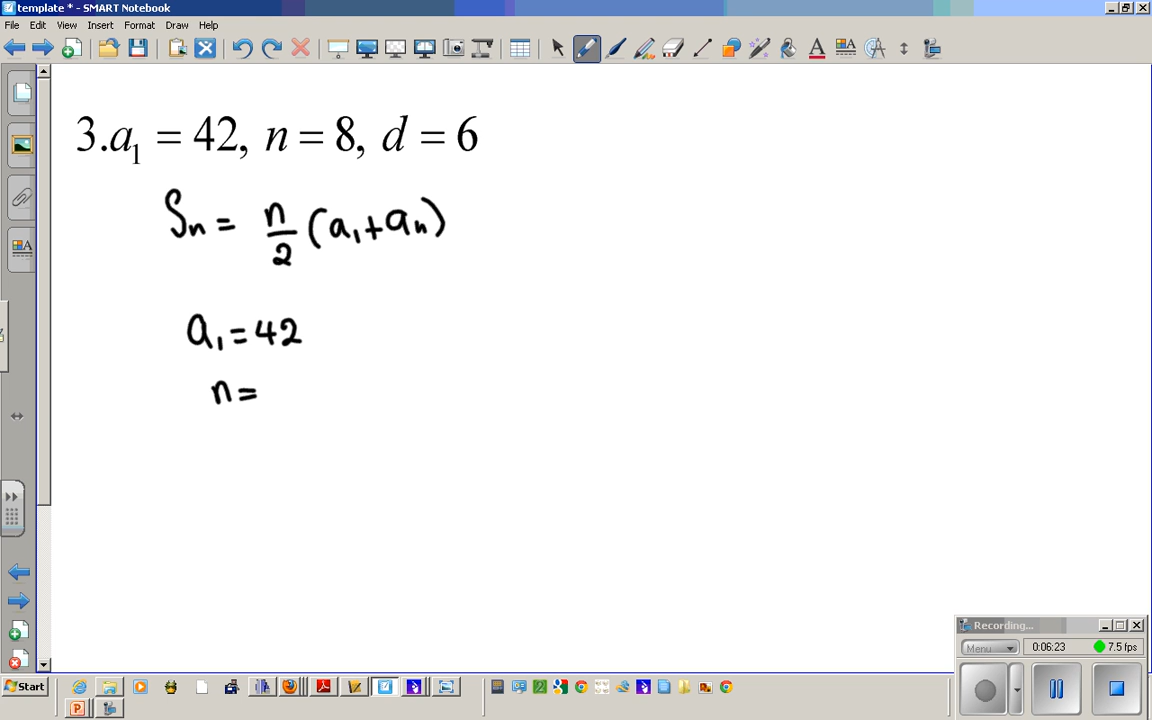 template * - SMART Notebook
File Edit View Insert Format Draw Help
3.a₁ = 42, n = 8, d = 6
Sₙ = n/2 (a₁+aₙ)
a₁ = 42
n =
Recording...
Menu 0:06:23 7.5 fps
Start